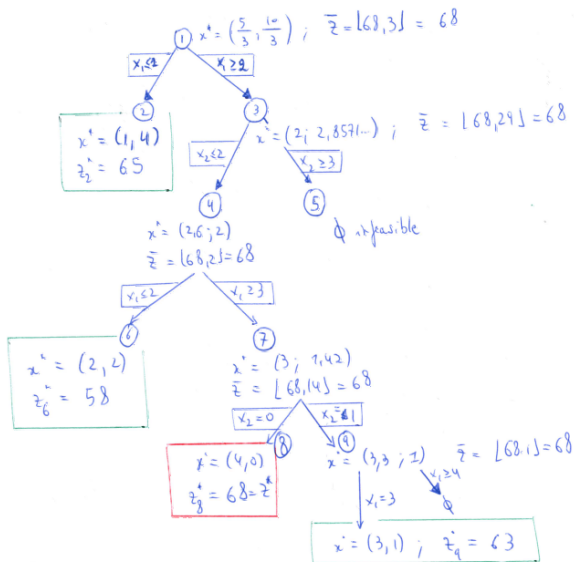 ① x* = (5/3, 10/3) ; z̄ = ⌊68,3⌋ = 68
x₁≤1 x₁≥2
② ③
x* = (1, 4)
z₂* = 65
x* = (2; 2,8571...) ; z̄ = ⌊68,29⌋ = 68
x₂≤2 x₂≥3
④ ⑤
x* = (2,6 ; 2)
z̄ = ⌊68,2⌋ = 68
ϕ infeasible
x₁≤2 x₁≥3
⑥ ⑦
x* = (2, 2)
z₆* = 58
x* = (3 ; 1,42)
z̄ = ⌊68,14⌋ = 68
x₂=0 x₂=1
⑧ ⑨
x* = (4,0)
z₈* = 68 = z*
x* = (3,3 ; 1) z̄ = ⌊68.1⌋ = 68
x₁=3 x₁≥4
ϕ
x* = (3,1) ; z₉* = 63